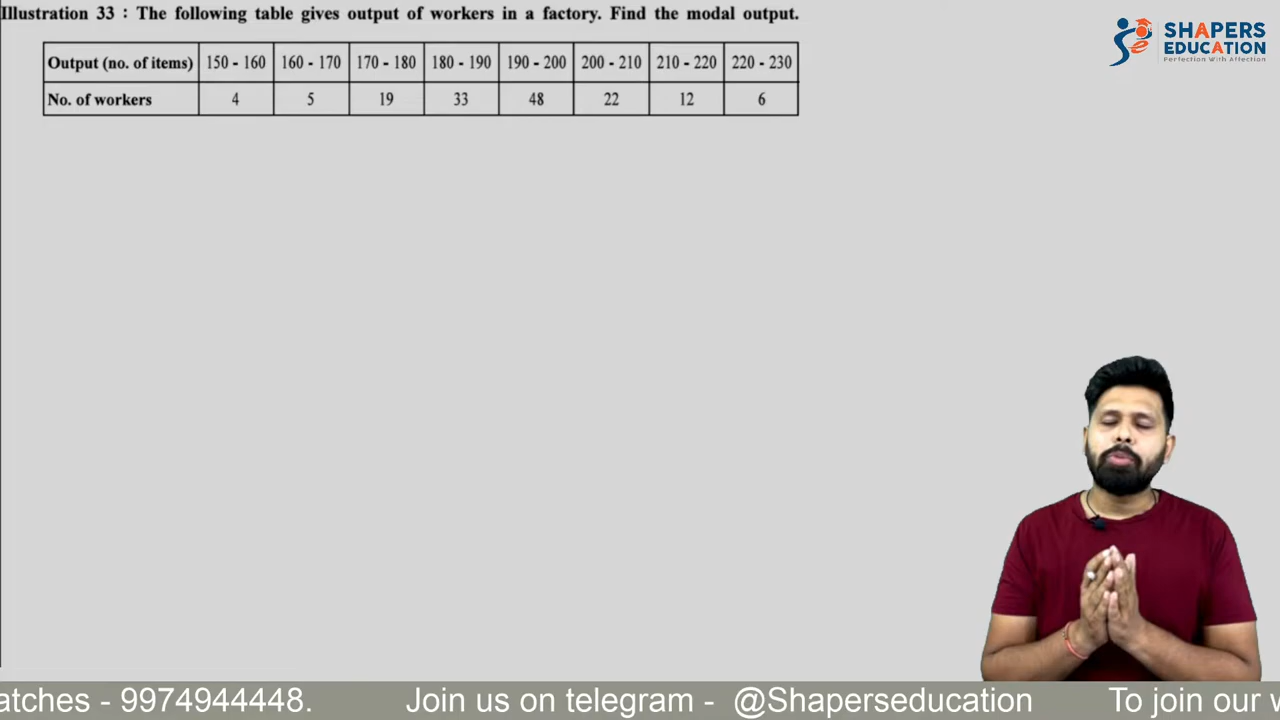 Illustration 33 : The following table gives output of workers in a factory. Find the modal output.
SHAPERS
EDUCATION
Perfection With Affection
Output (no. of items) 150 - 160 160 - 170 170 - 180 180 - 190 190 - 200 200 - 210 210 - 220 220 - 230
No. of workers 4 5 19 33 48 22 12 6
atches - 9974944448. Join us on telegram - @Shaperseducation To join our w